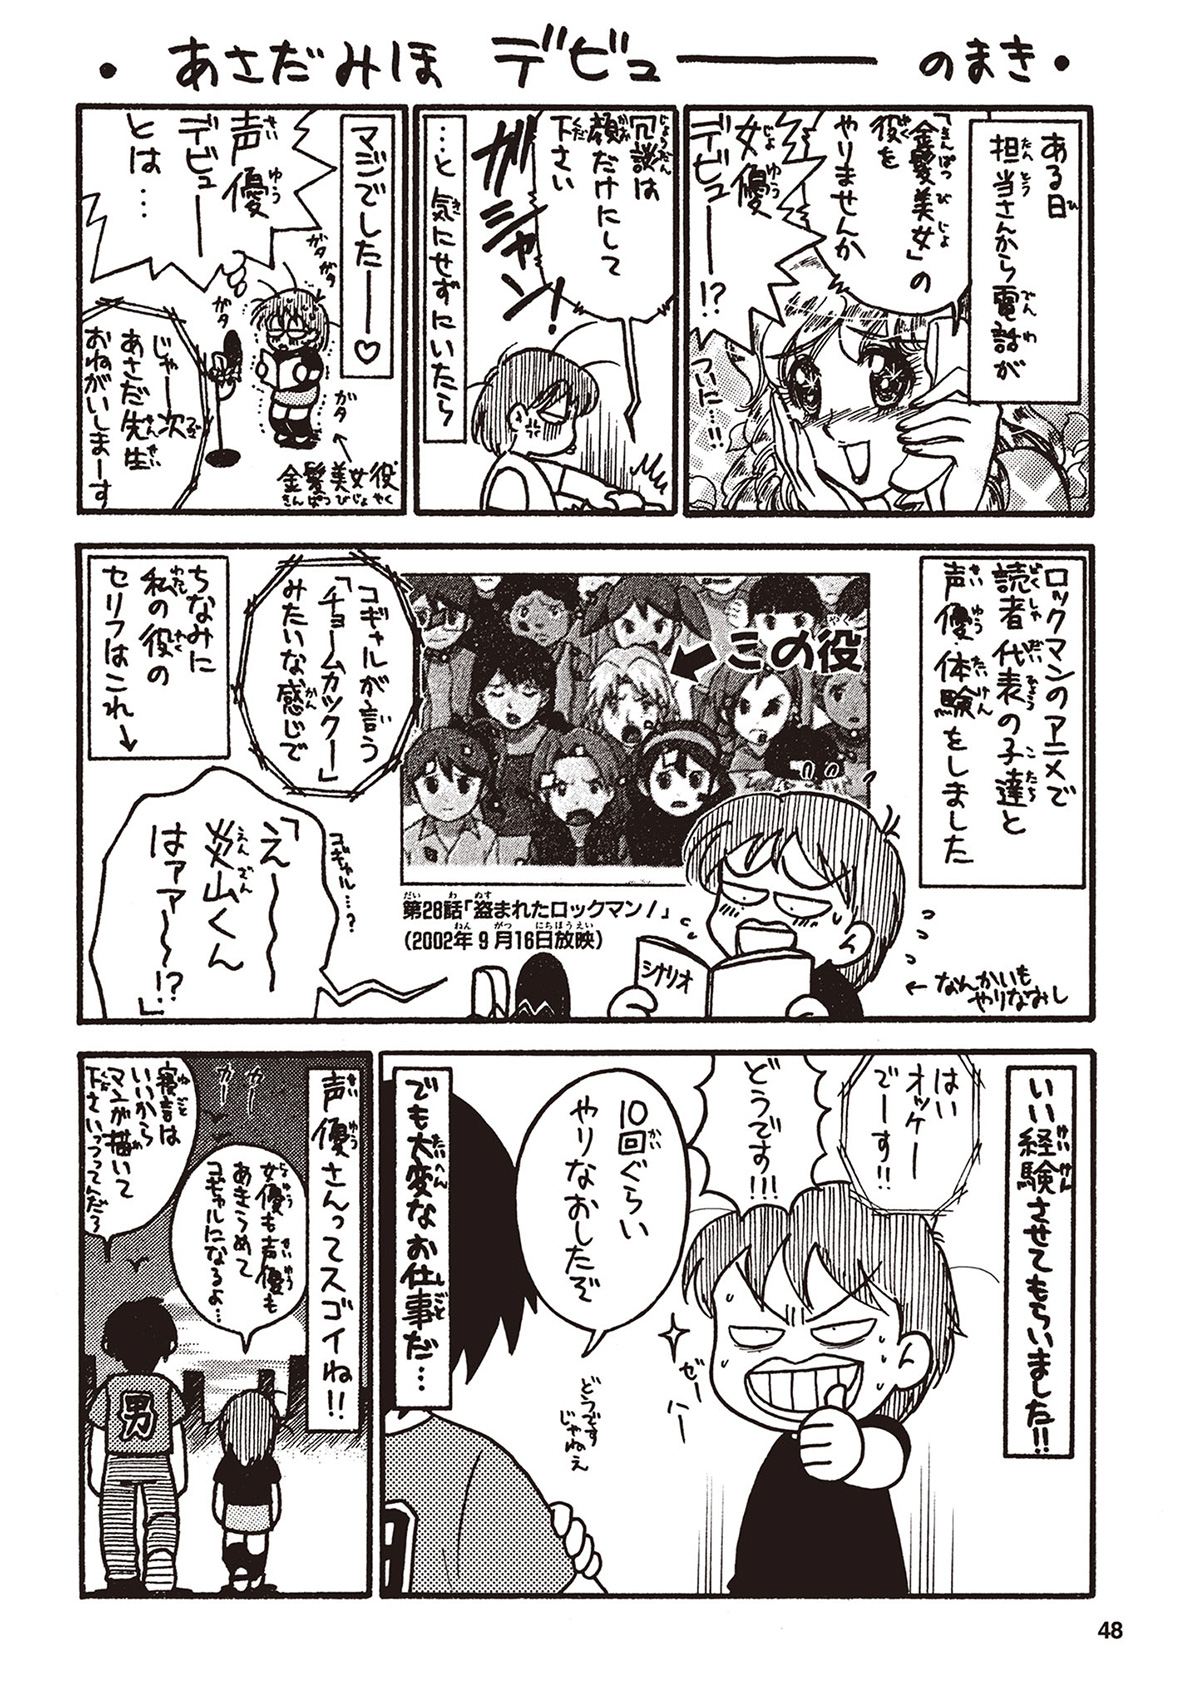 ・あさだみほ デビュー――― のまき・
ある日
担当さんから電話が
「金髪美女」の
役を
やりませんか
女優
デビュー!?
ついに…!!
冗談は
顔だけにして
下さい
ガシャン!
…と気にせずにいたら
マジでしたー♡
声優
デビュー
とは…
ガタ
ガタ
ガタ
ガタ
金髪美女役
じゃー次
あさだ先生
おねがいしまーす
ロックマンのアニメで
読者代表の子達と
声優体験をしました
この役
第28話「盗まれたロックマン!」
(2002年9月16日放映)
シナリオ
←なんかいも
やりなおし
コギャルが言う
「チョームカツクー」
みたいな感じで
ちなみに
私の役の
セリフはこれ→
コギャル…?
「え〜〜
炎山くん
はァァ〜!?」
いい経験させてもらいました!!
はい
オッケー
でーす!!
どうです!!!
ぜー
ハー
10回ぐらい
やりなおしたぞ
どうです
じゃねえ
でも大変なお仕事だ…
声優さんってスゴイね!!
カー
カー
女優も声優も
あきらめて
コギャルになるよ…
寝言は
いいから
マンガ描いて
下さいってんだろ
男
48